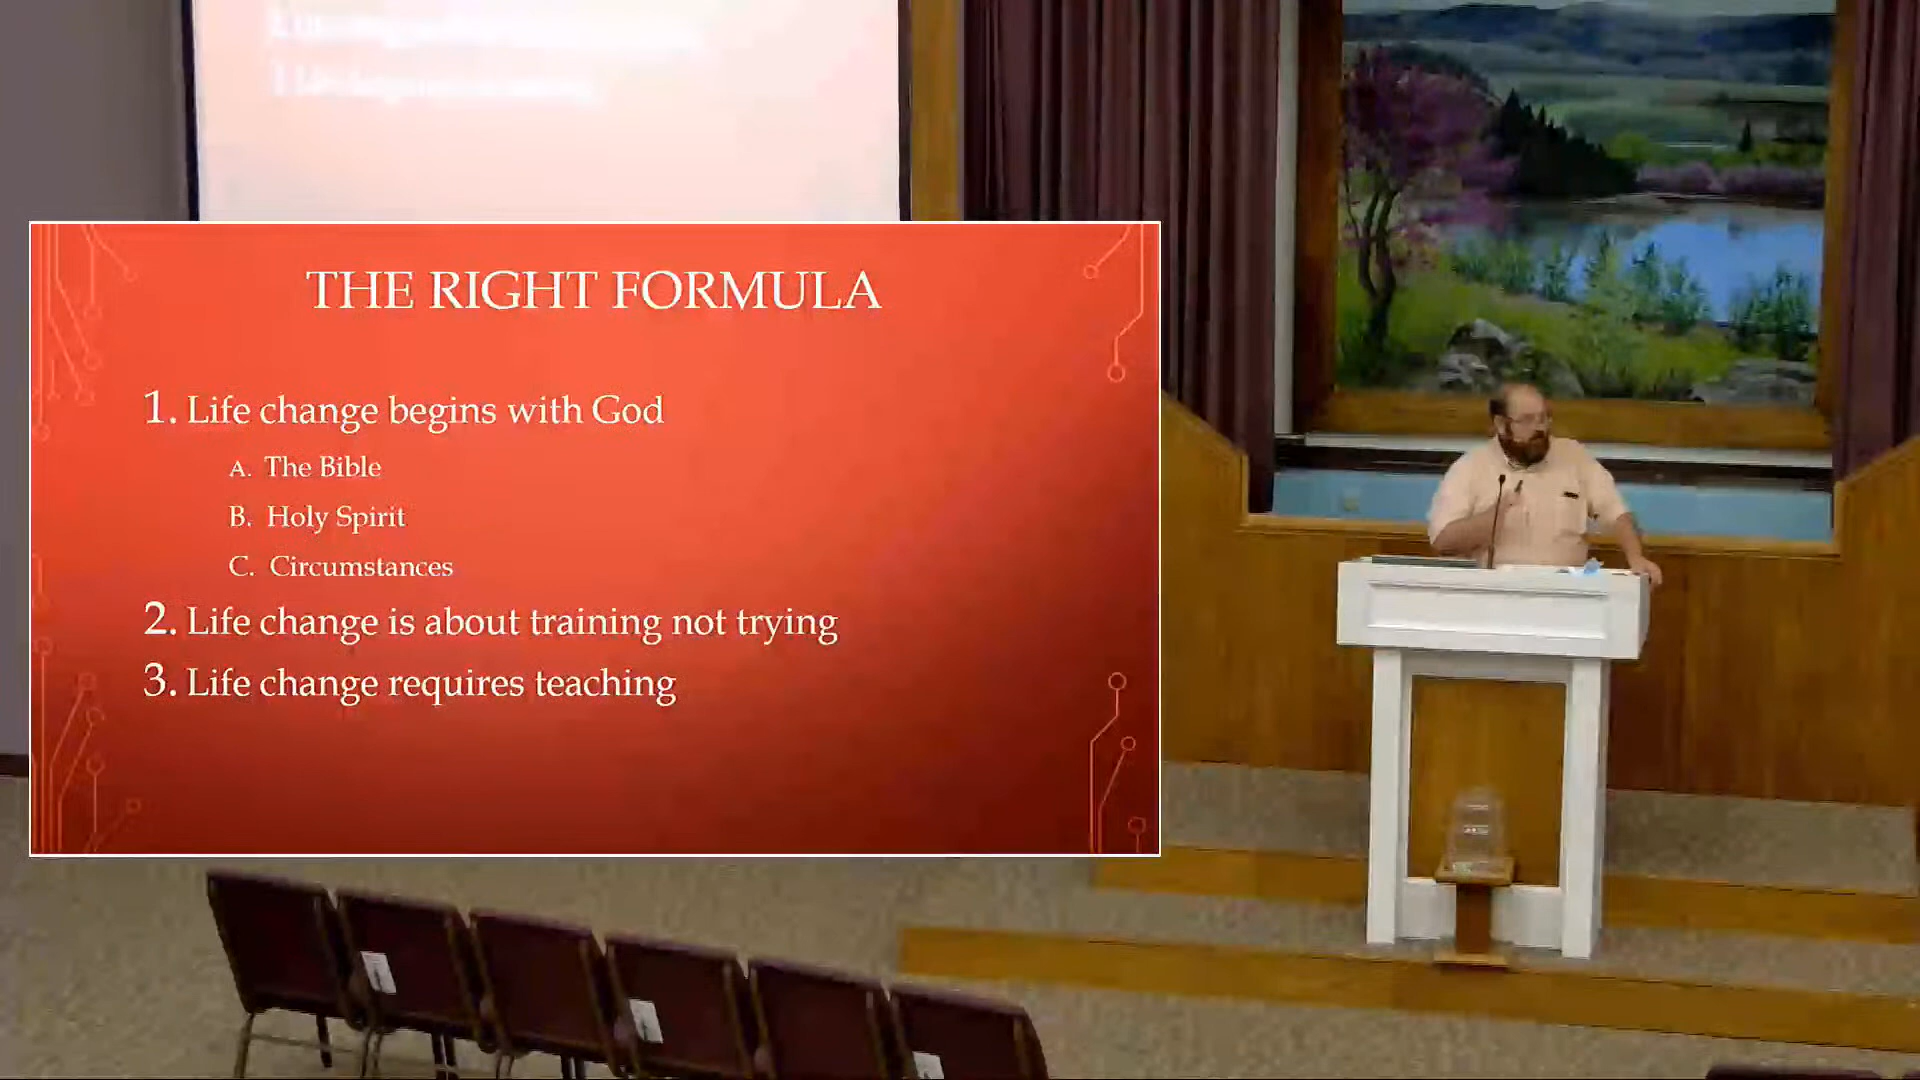 THE RIGHT FORMULA
1. Life change begins with God
A. The Bible
B. Holy Spirit
C. Circumstances
2. Life change is about training not trying
3. Life change requires teaching